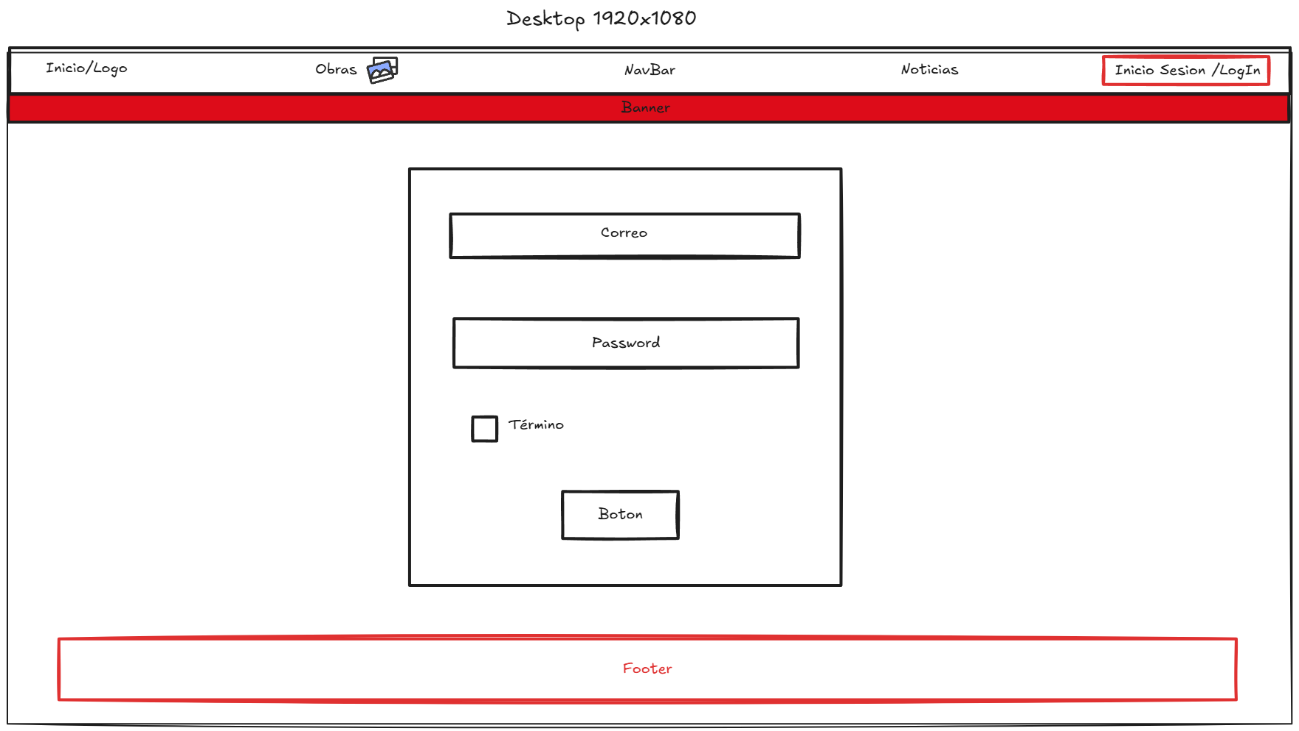 Desktop 1920x1080
Inicio/Logo
Obras
NavBar
Noticias
Inicio Sesion /LogIn
Banner
Correo
Password
Término
Boton
Footer